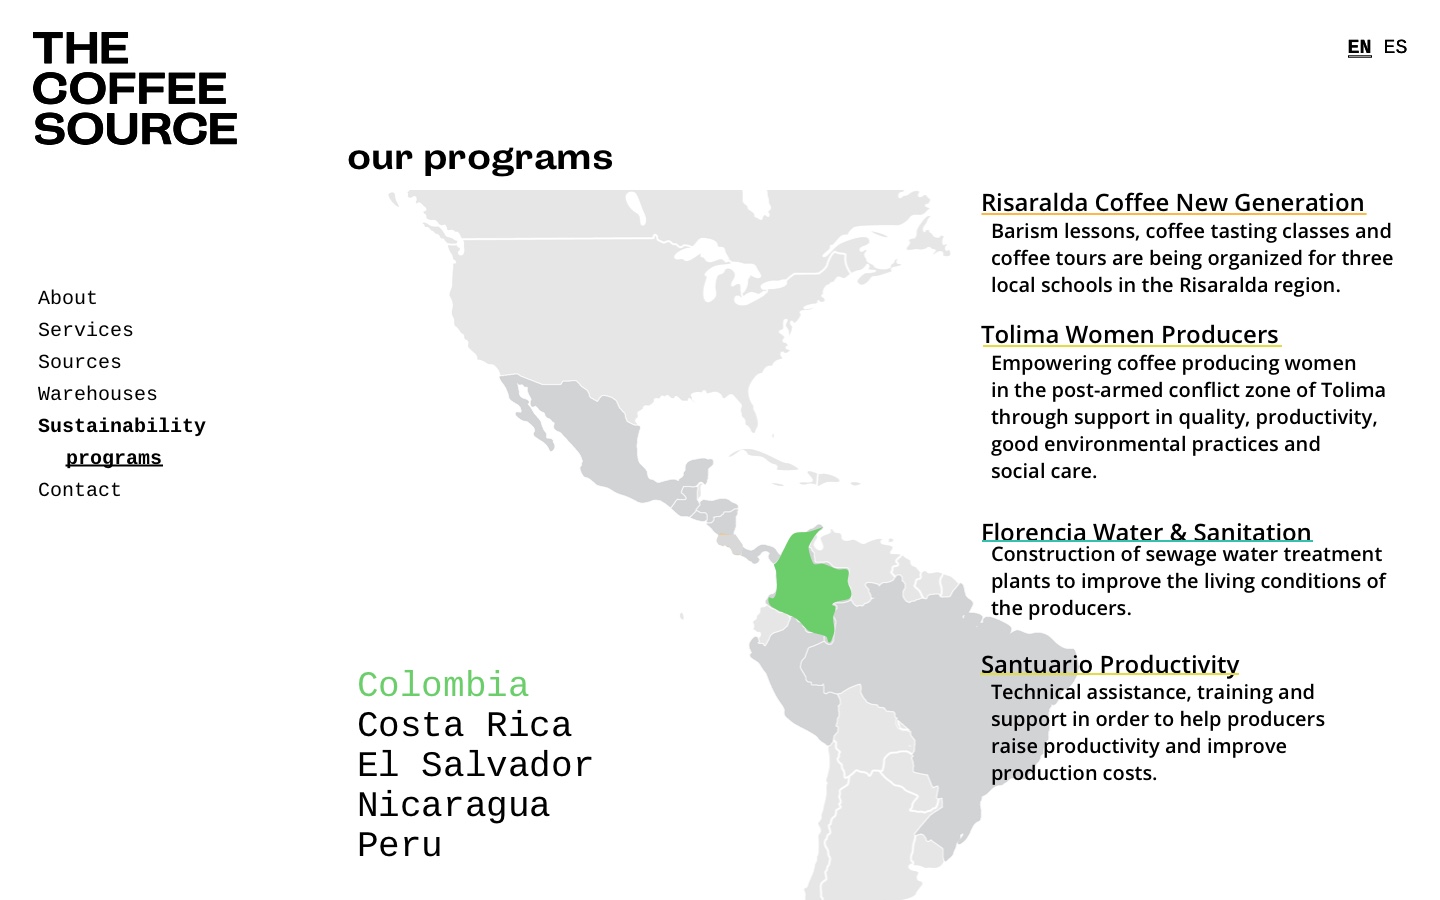 THE
COFFEE
SOURCE
EN ES
our programs
About
Services
Sources
Warehouses
Sustainability
programs
Contact
Colombia
Costa Rica
El Salvador
Nicaragua
Peru
Risaralda Coffee New Generation
Barism lessons, coffee tasting classes and
coffee tours are being organized for three
local schools in the Risaralda region.
Tolima Women Producers
Empowering coffee producing women
in the post-armed conflict zone of Tolima
through support in quality, productivity,
good environmental practices and
social care.
Florencia Water & Sanitation
Construction of sewage water treatment
plants to improve the living conditions of
the producers.
Santuario Productivity
Technical assistance, training and
support in order to help producers
raise productivity and improve
production costs.